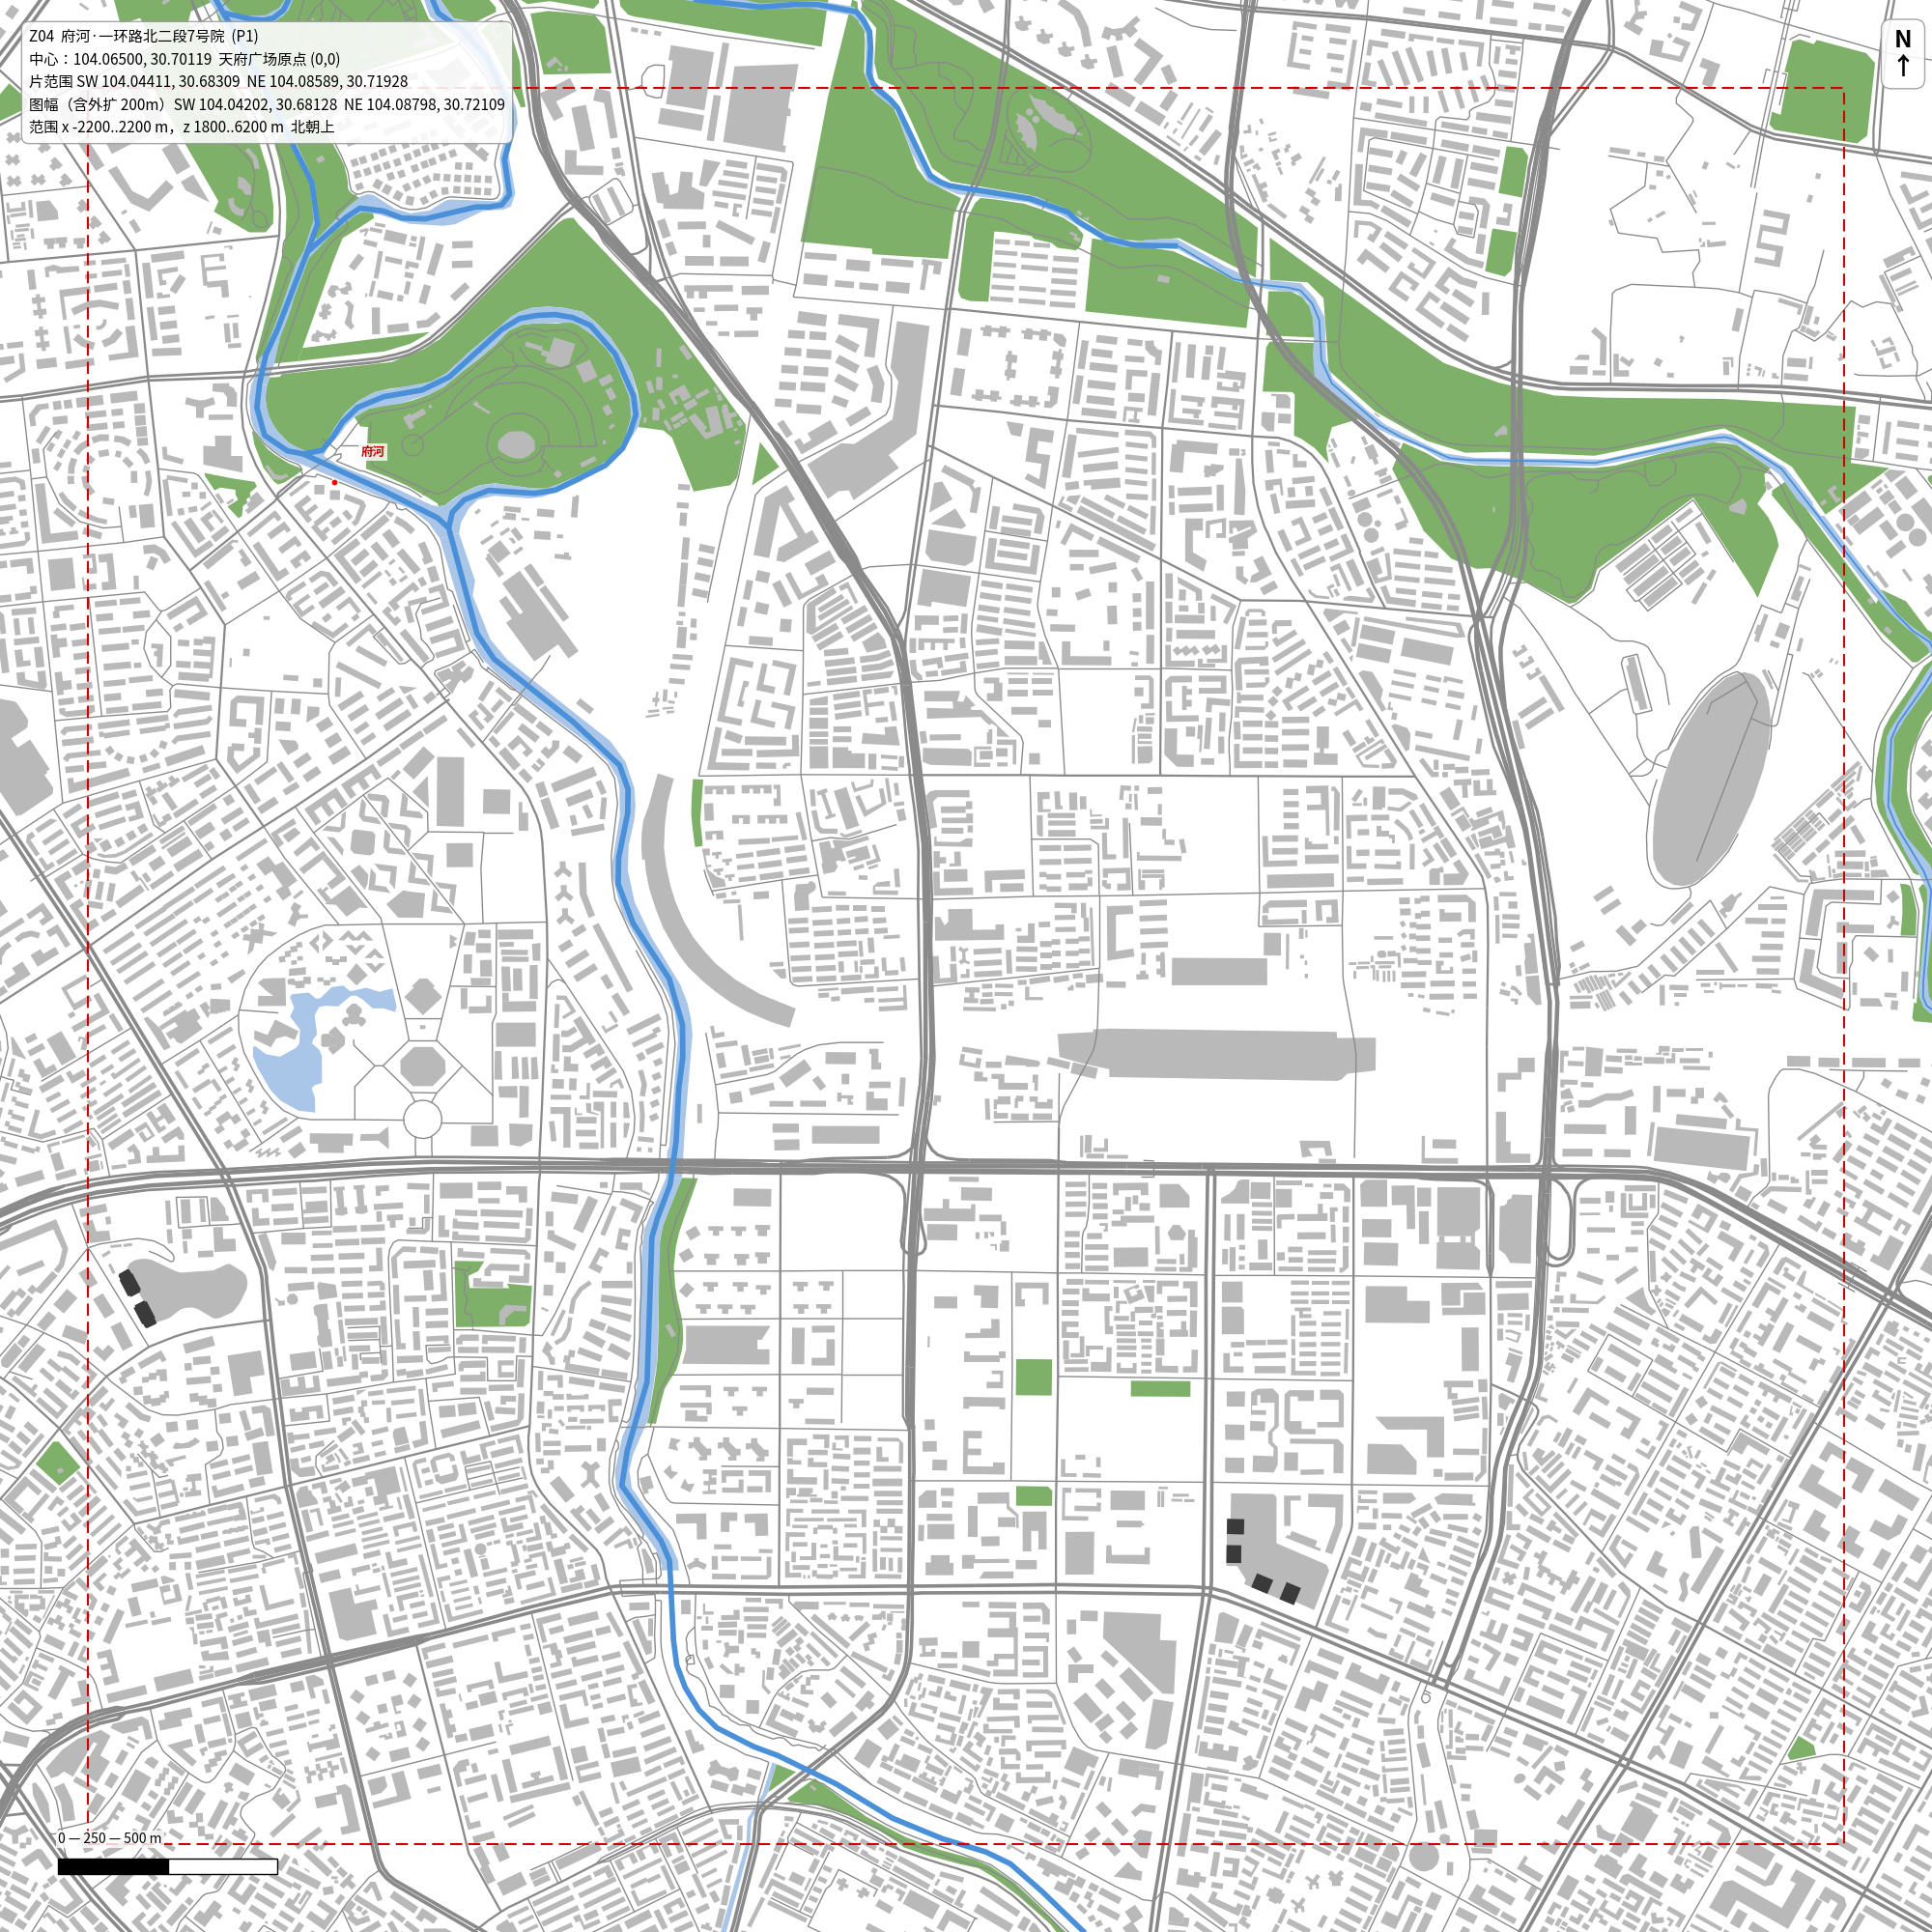 Z04 府河·一环路北二段7号院 (P1)
中心：104.06500, 30.70119 天府广场原点 (0,0)
片范围 SW 104.04411, 30.68309 NE 104.08589, 30.71928
图幅（含外扩 200m）SW 104.04202, 30.68128 NE 104.08798, 30.72109
范围 x -2200..2200 m，z 1800..6200 m 北朝上
N
↑
府河
0 — 250 — 500 m